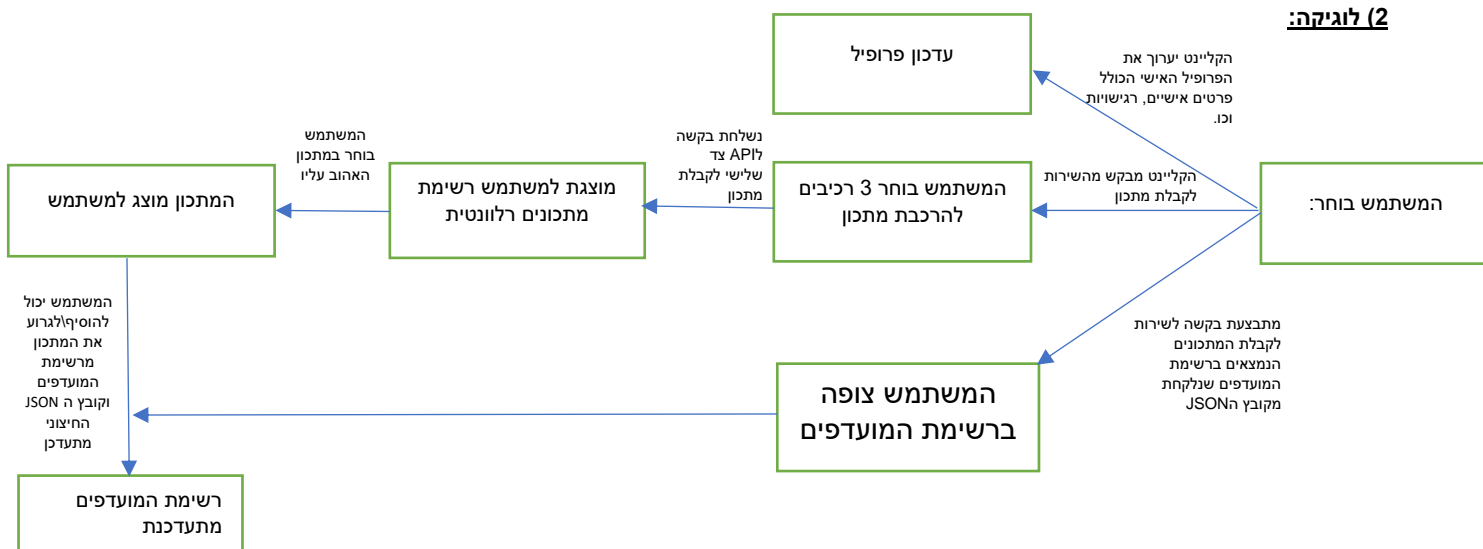 2) לוגיקה:
המשתמש בוחר:
הקליינט יערוך את
הפרופיל האישי הכולל
פרטים אישיים, רגישויות
וכו.
עדכון פרופיל
הקליינט מבקש מהשירות
לקבלת מתכון
המשתמש בוחר 3 רכיבים
להרכבת מתכון
נשלחת בקשה
לAPI צד
שלישי לקבלת
מתכון
מוצגת למשתמש רשימת
מתכונים רלוונטית
המשתמש
בוחר במתכון
האהוב עליו
המתכון מוצג למשתמש
מתבצעת בקשה לשירות
לקבלת המתכונים
הנמצאים ברשימת
המועדפים שנלקחת
מקובץ הJSON
המשתמש צופה
ברשימת המועדפים
המשתמש יכול
להוסיף\לגרוע
את המתכון
מרשימת
המועדפים
וקובץ ה JSON
החיצוני
מתעדכן
רשימת המועדפים
מתעדכנת